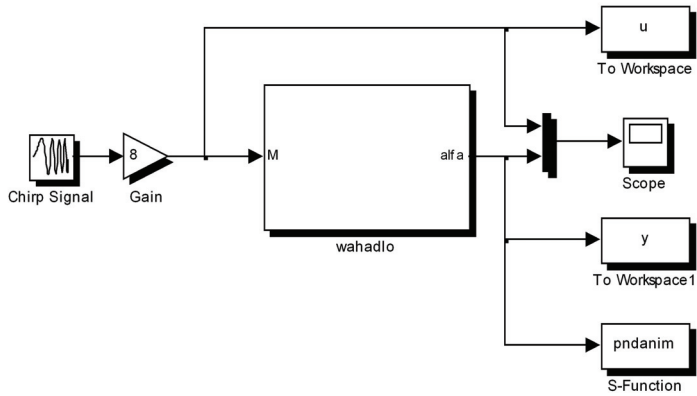 u
To Workspace
8
M
alfa
Chirp Signal
Gain
Scope
wahadlo
y
To Workspace1
pndanim
S-Function